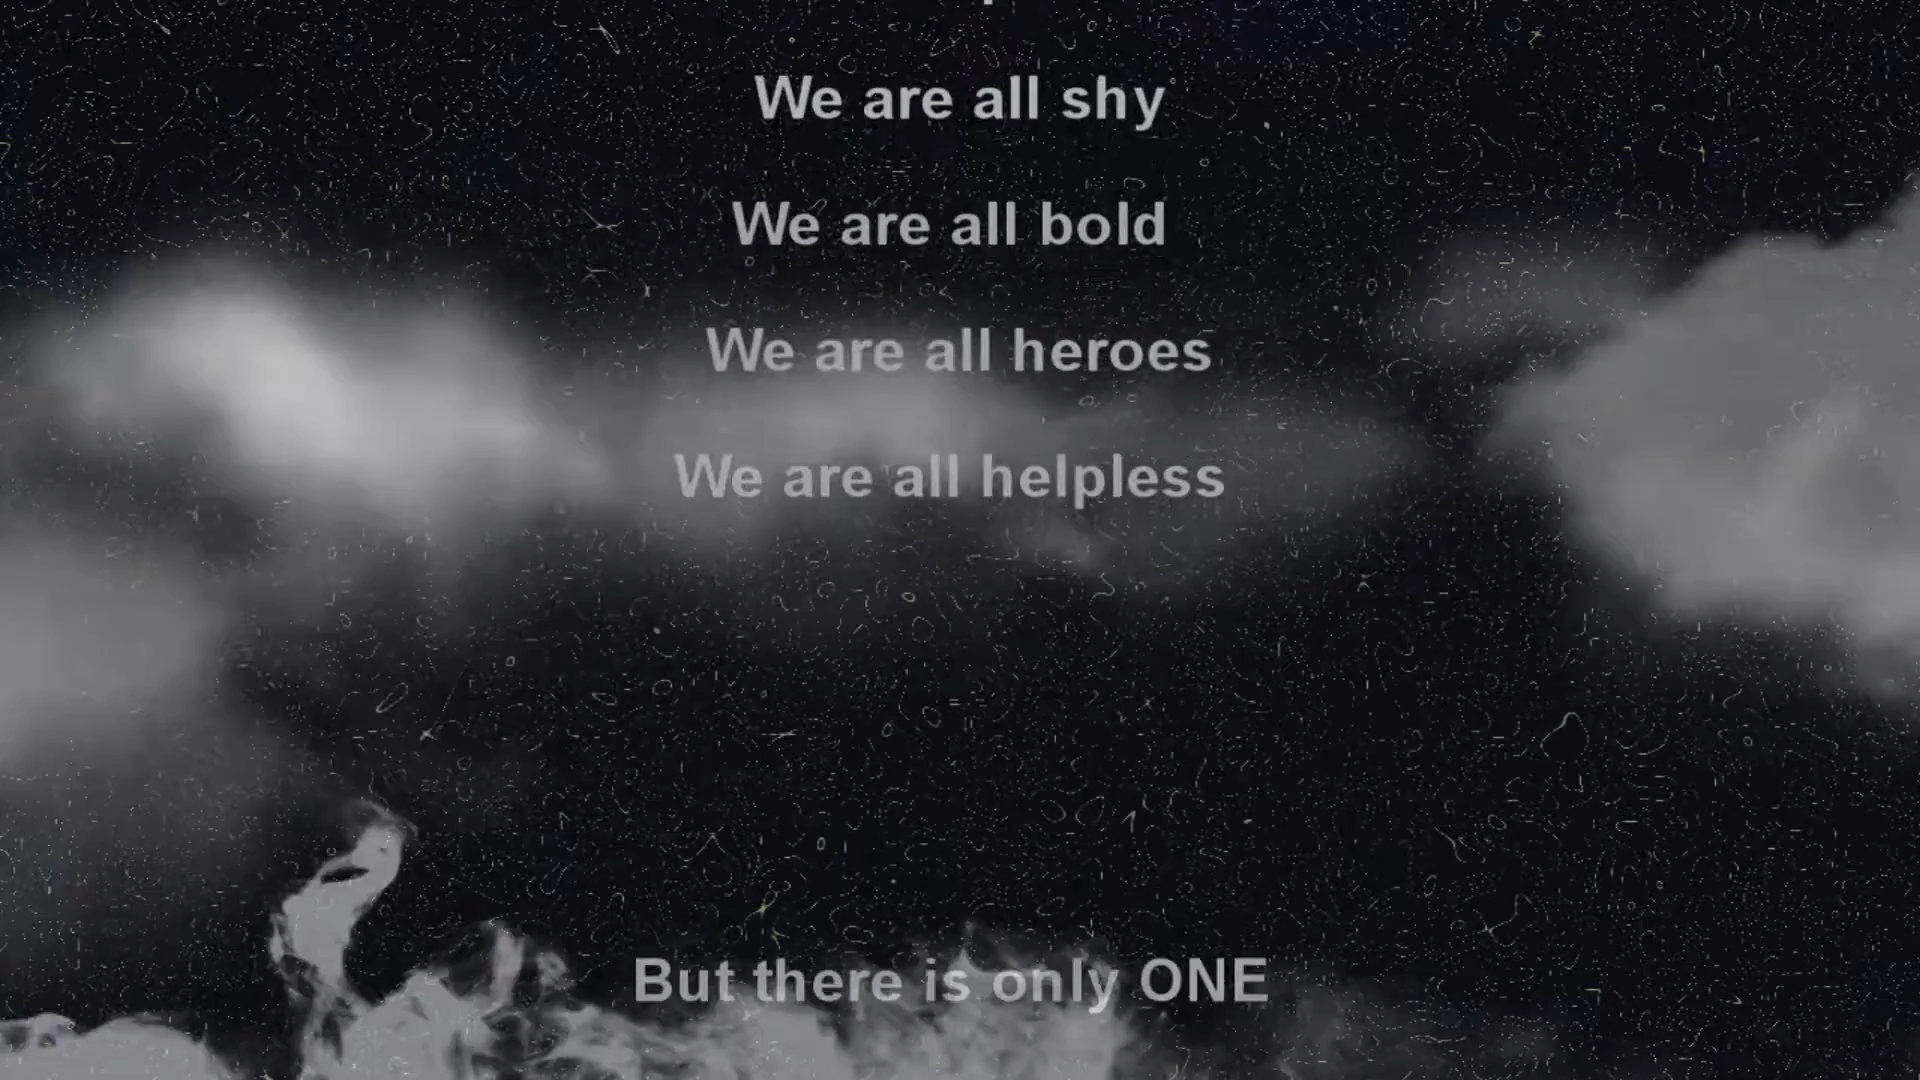 We are all shy
We are all bold
We are all heroes
We are all helpless
But there is only ONE